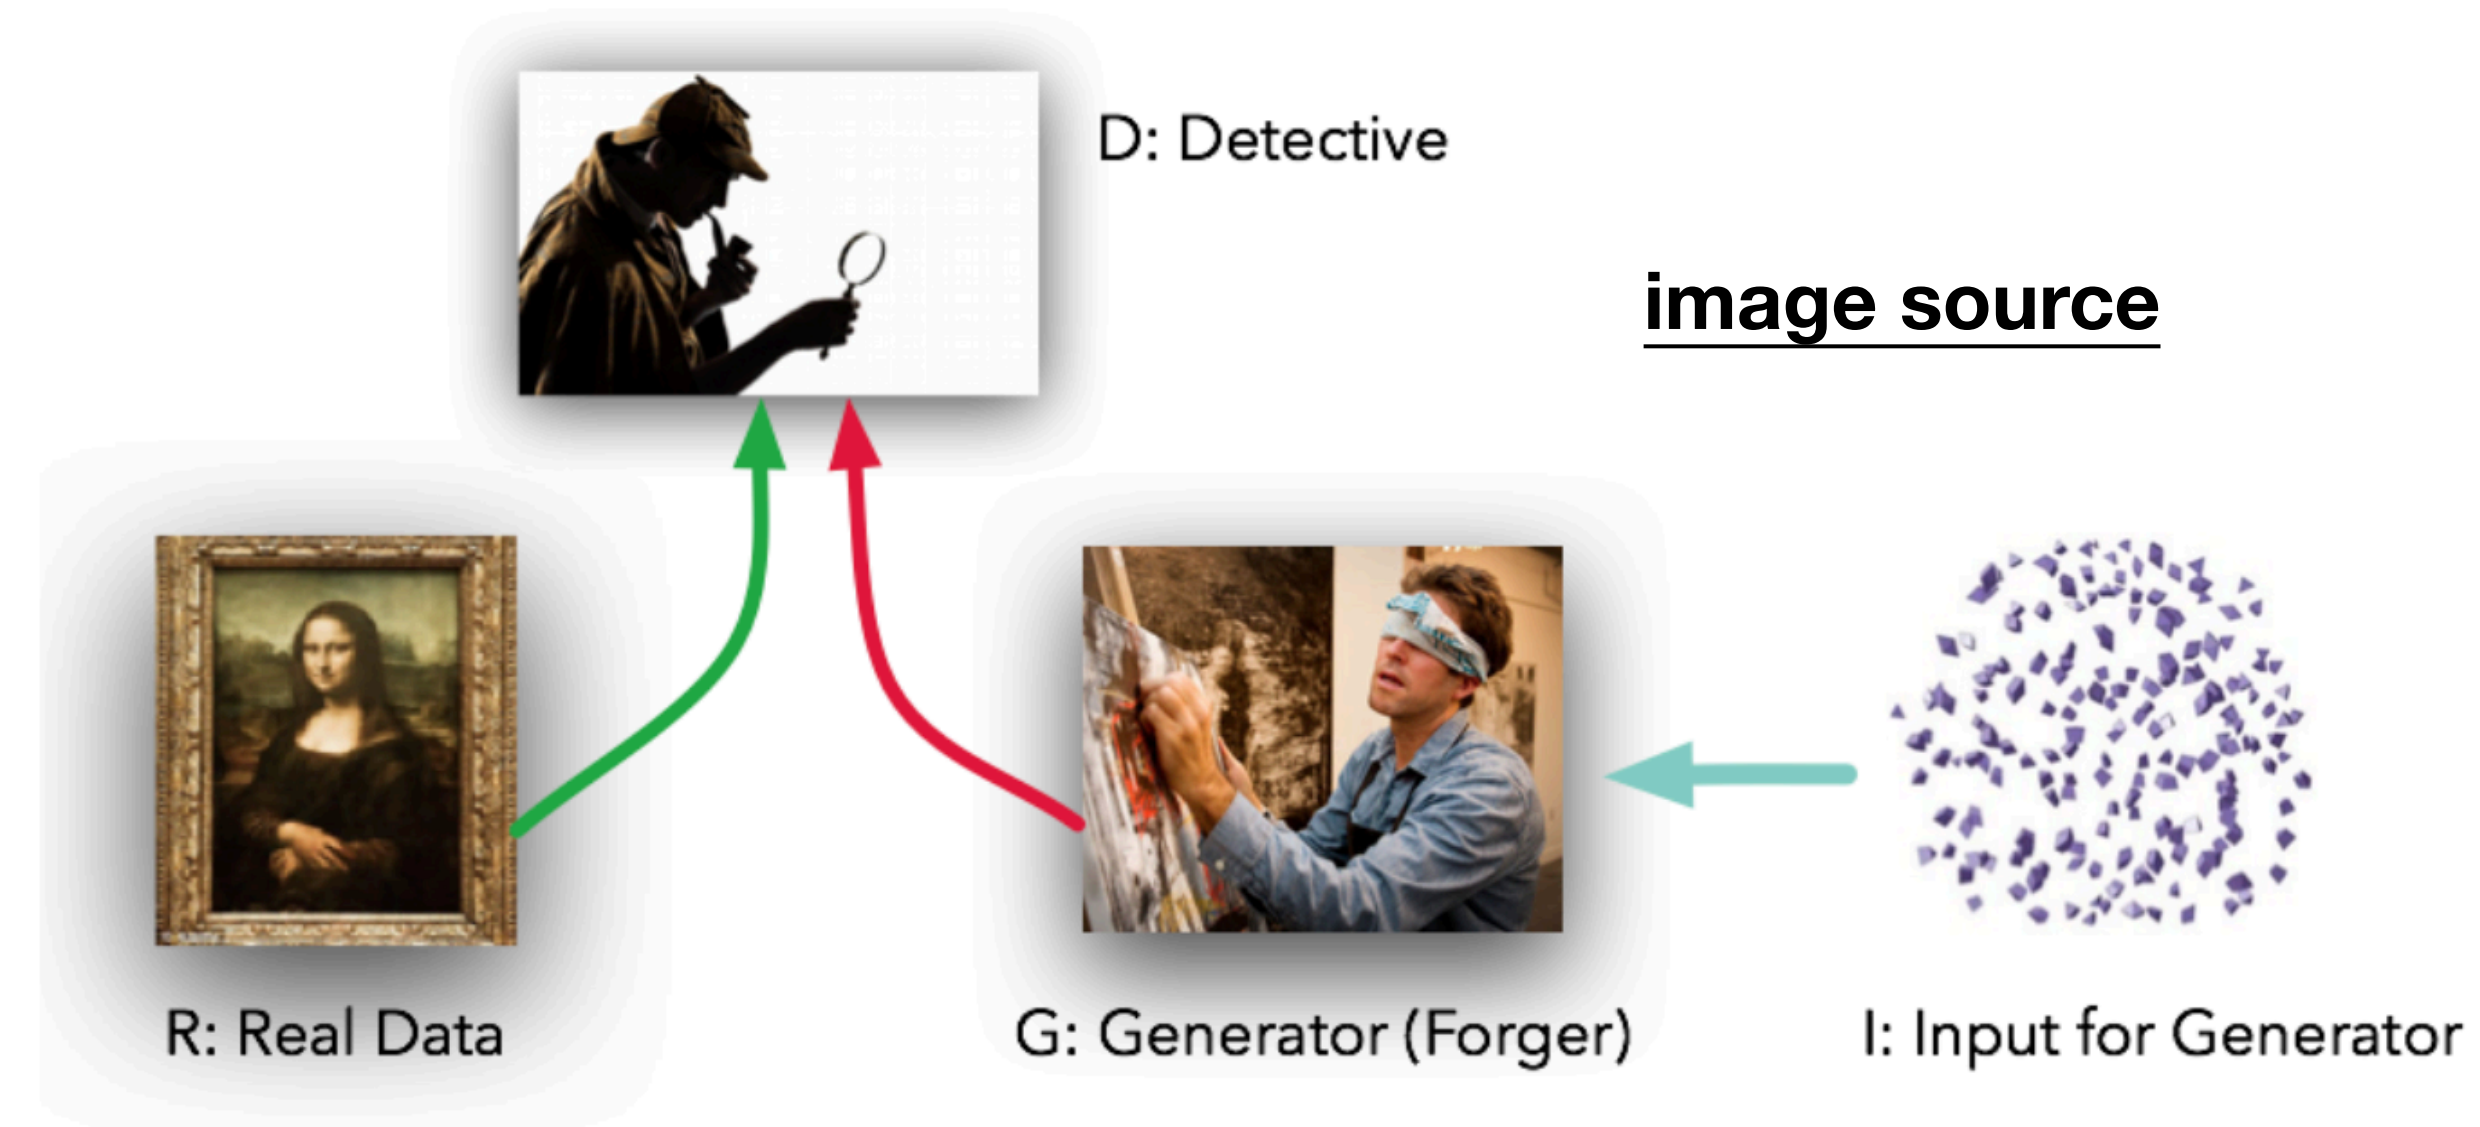 D: Detective
image source
R: Real Data
G: Generator (Forger)
I: Input for Generator